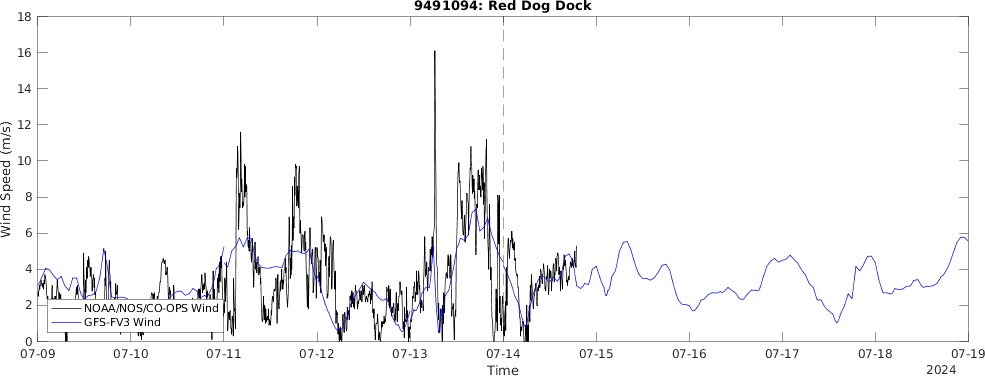 9491094: Red Dog Dock
Wind Speed (m/s)
18
16
14
12
10
8
6
4
2
0
NOAA/NOS/CO-OPS Wind
GFS-FV3 Wind
07-09 07-10 07-11 07-12 07-13 07-14 07-15 07-16 07-17 07-18 07-19
Time
2024